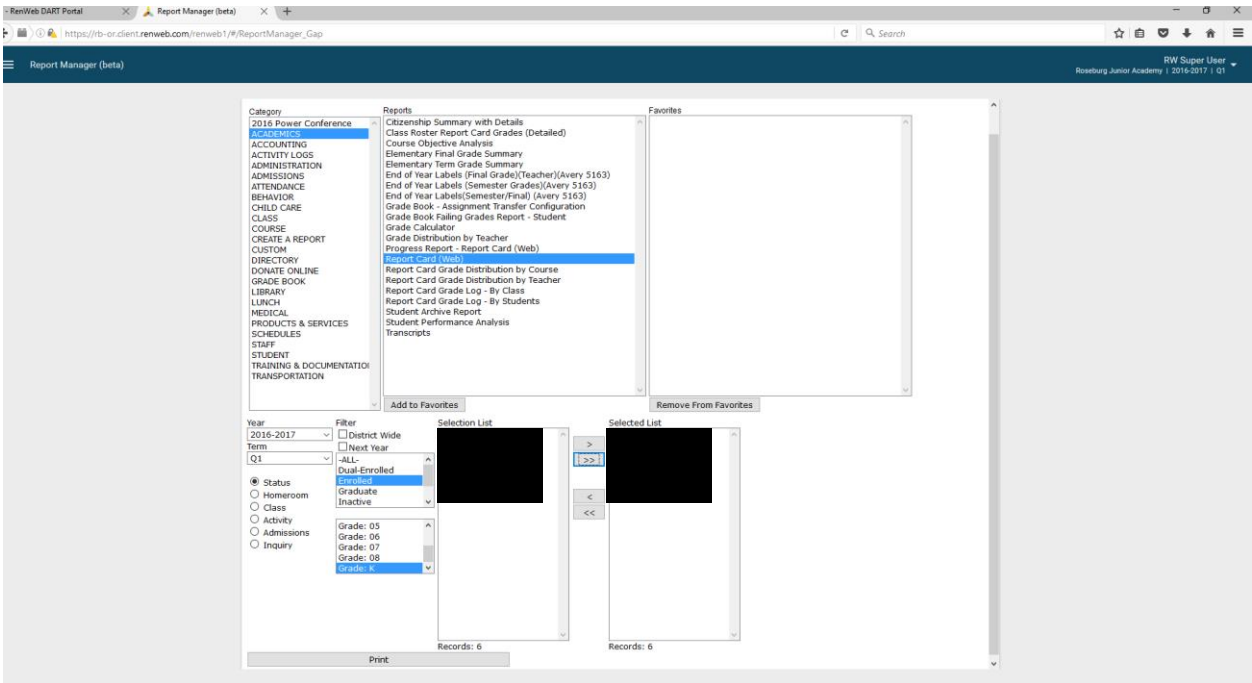 - RenWeb DART Portal
Report Manager (beta)
https://rb-or.client.renweb.com/renweb1/#/ReportManager_Gap
Search
Report Manager (beta)
RW Super User
Roseburg Junior Academy | 2016-2017 | Q1
Category
2016 Power Conference
ACADEMICS
ACCOUNTING
ACTIVITY LOGS
ADMINISTRATION
ADMISSIONS
ATTENDANCE
BEHAVIOR
CHILD CARE
CLASS
COURSE
CREATE A REPORT
CUSTOM
DIRECTORY
DONATE ONLINE
GRADE BOOK
LIBRARY
LUNCH
MEDICAL
PRODUCTS & SERVICES
SCHEDULES
STAFF
STUDENT
TRAINING & DOCUMENTATIO
TRANSPORTATION
Reports
Citizenship Summary with Details
Class Roster Report Card Grades (Detailed)
Course Objective Analysis
Elementary Final Grade Summary
Elementary Term Grade Summary
End of Year Labels (Final Grade)(Teacher)(Avery 5163)
End of Year Labels (Semester Grades)(Avery 5163)
End of Year Labels(Semester/Final) (Avery 5163)
Grade Book - Assignment Transfer Configuration
Grade Book Failing Grades Report - Student
Grade Calculator
Grade Distribution by Teacher
Progress Report - Report Card (Web)
Report Card (Web)
Report Card Grade Distribution by Course
Report Card Grade Distribution by Teacher
Report Card Grade Log - By Class
Report Card Grade Log - By Students
Student Archive Report
Student Performance Analysis
Transcripts
Add to Favorites
Favorites
Remove From Favorites
Year
2016-2017
Term
Q1
Status
Homeroom
Class
Activity
Admissions
Inquiry
Filter
District Wide
Next Year
-ALL-
Dual-Enrolled
Enrolled
Graduate
Inactive
Grade: 05
Grade: 06
Grade: 07
Grade: 08
Grade: K
Selection List
Records: 6
>
>>
<
<<
Selected List
Records: 6
Print